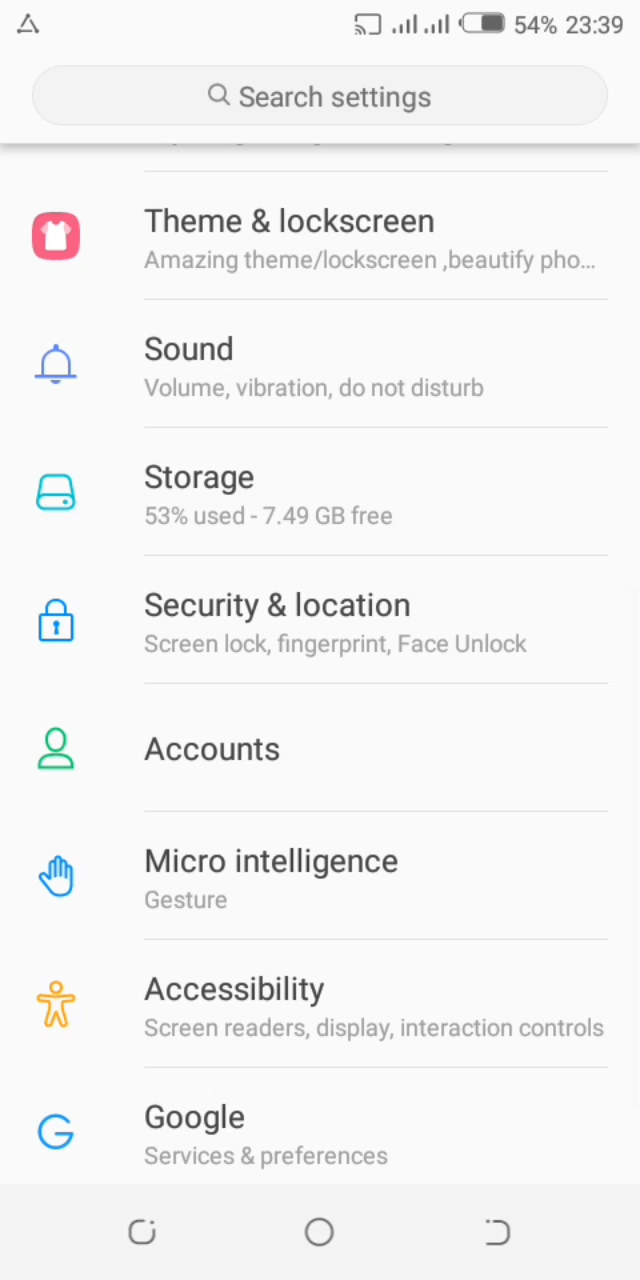 54% 23:39
Search settings
Theme & lockscreen
Amazing theme/lockscreen ,beautify pho...
Sound
Volume, vibration, do not disturb
Storage
53% used - 7.49 GB free
Security & location
Screen lock, fingerprint, Face Unlock
Accounts
Micro intelligence
Gesture
Accessibility
Screen readers, display, interaction controls
Google
Services & preferences